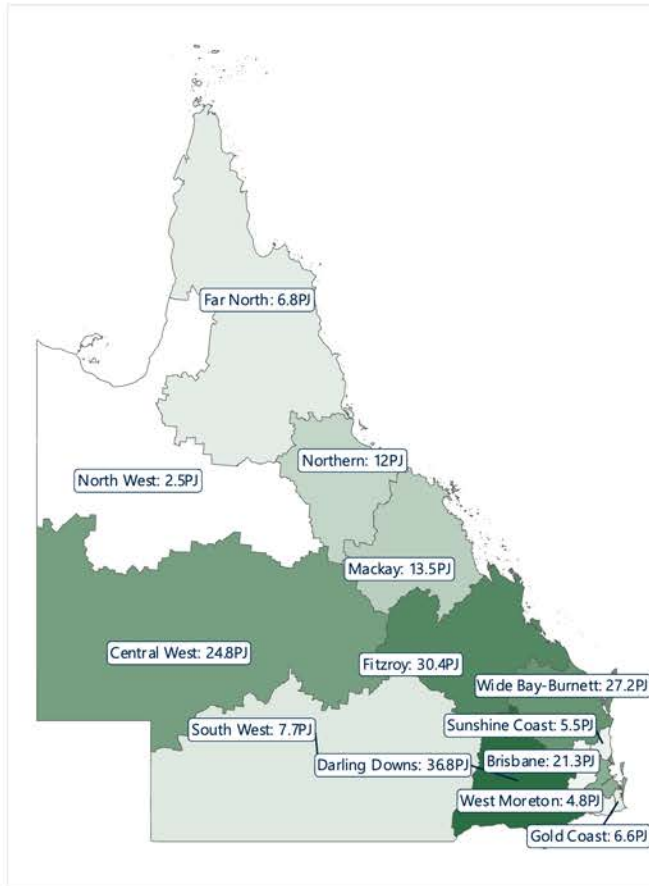 Far North: 6.8PJ
Northern: 12PJ
North West: 2.5PJ
Mackay: 13.5PJ
Central West: 24.8PJ
Fitzroy: 30.4PJ
Wide Bay-Burnett: 27.2PJ
Sunshine Coast: 5.5PJ
South West: 7.7PJ
Brisbane: 21.3PJ
Darling Downs: 36.8PJ
West Moreton: 4.8PJ
Gold Coast: 6.6PJ